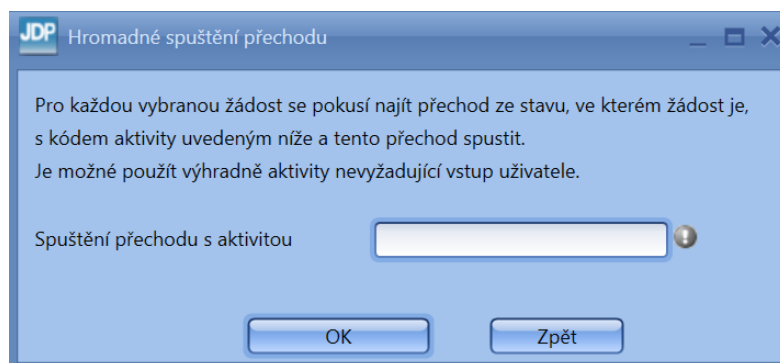 JDP Hromadné spuštění přechodu
Pro každou vybranou žádost se pokusí najít přechod ze stavu, ve kterém žádost je,
s kódem aktivity uvedeným níže a tento přechod spustit.
Je možné použít výhradně aktivity nevyžadující vstup uživatele.
Spuštění přechodu s aktivitou
OK Zpět